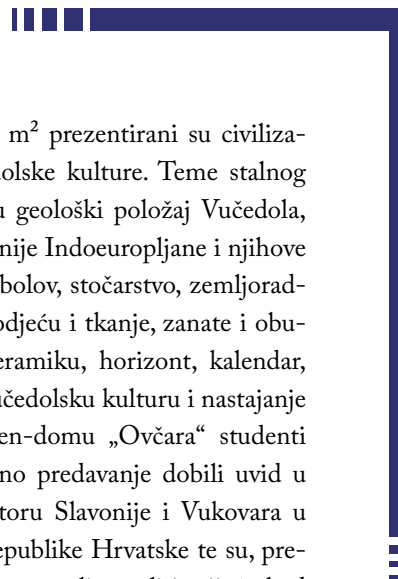 m² prezentirani su civiliza-
olske kulture. Teme stalnog
u geološki položaj Vučedola,
nije Indoeuropljane i njihove
bolov, stočarstvo, zemljorad-
odjeću i tkanje, zanate i obu-
eramiku, horizont, kalendar,
učedolsku kulturu i nastajanje
en-domu „Ovčara“ studenti
no predavanje dobili uvid u
toru Slavonije i Vukovara u
epublike Hrvatske te su, pre-